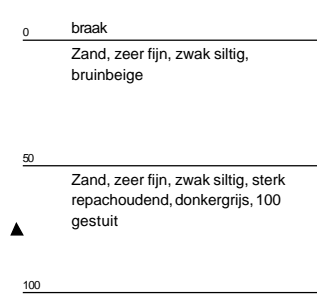 0
braak
Zand, zeer fijn, zwak siltig,
bruinbeige
50
Zand, zeer fijn, zwak siltig, sterk
repachoudend, donkergrijs, 100
gestuit
100